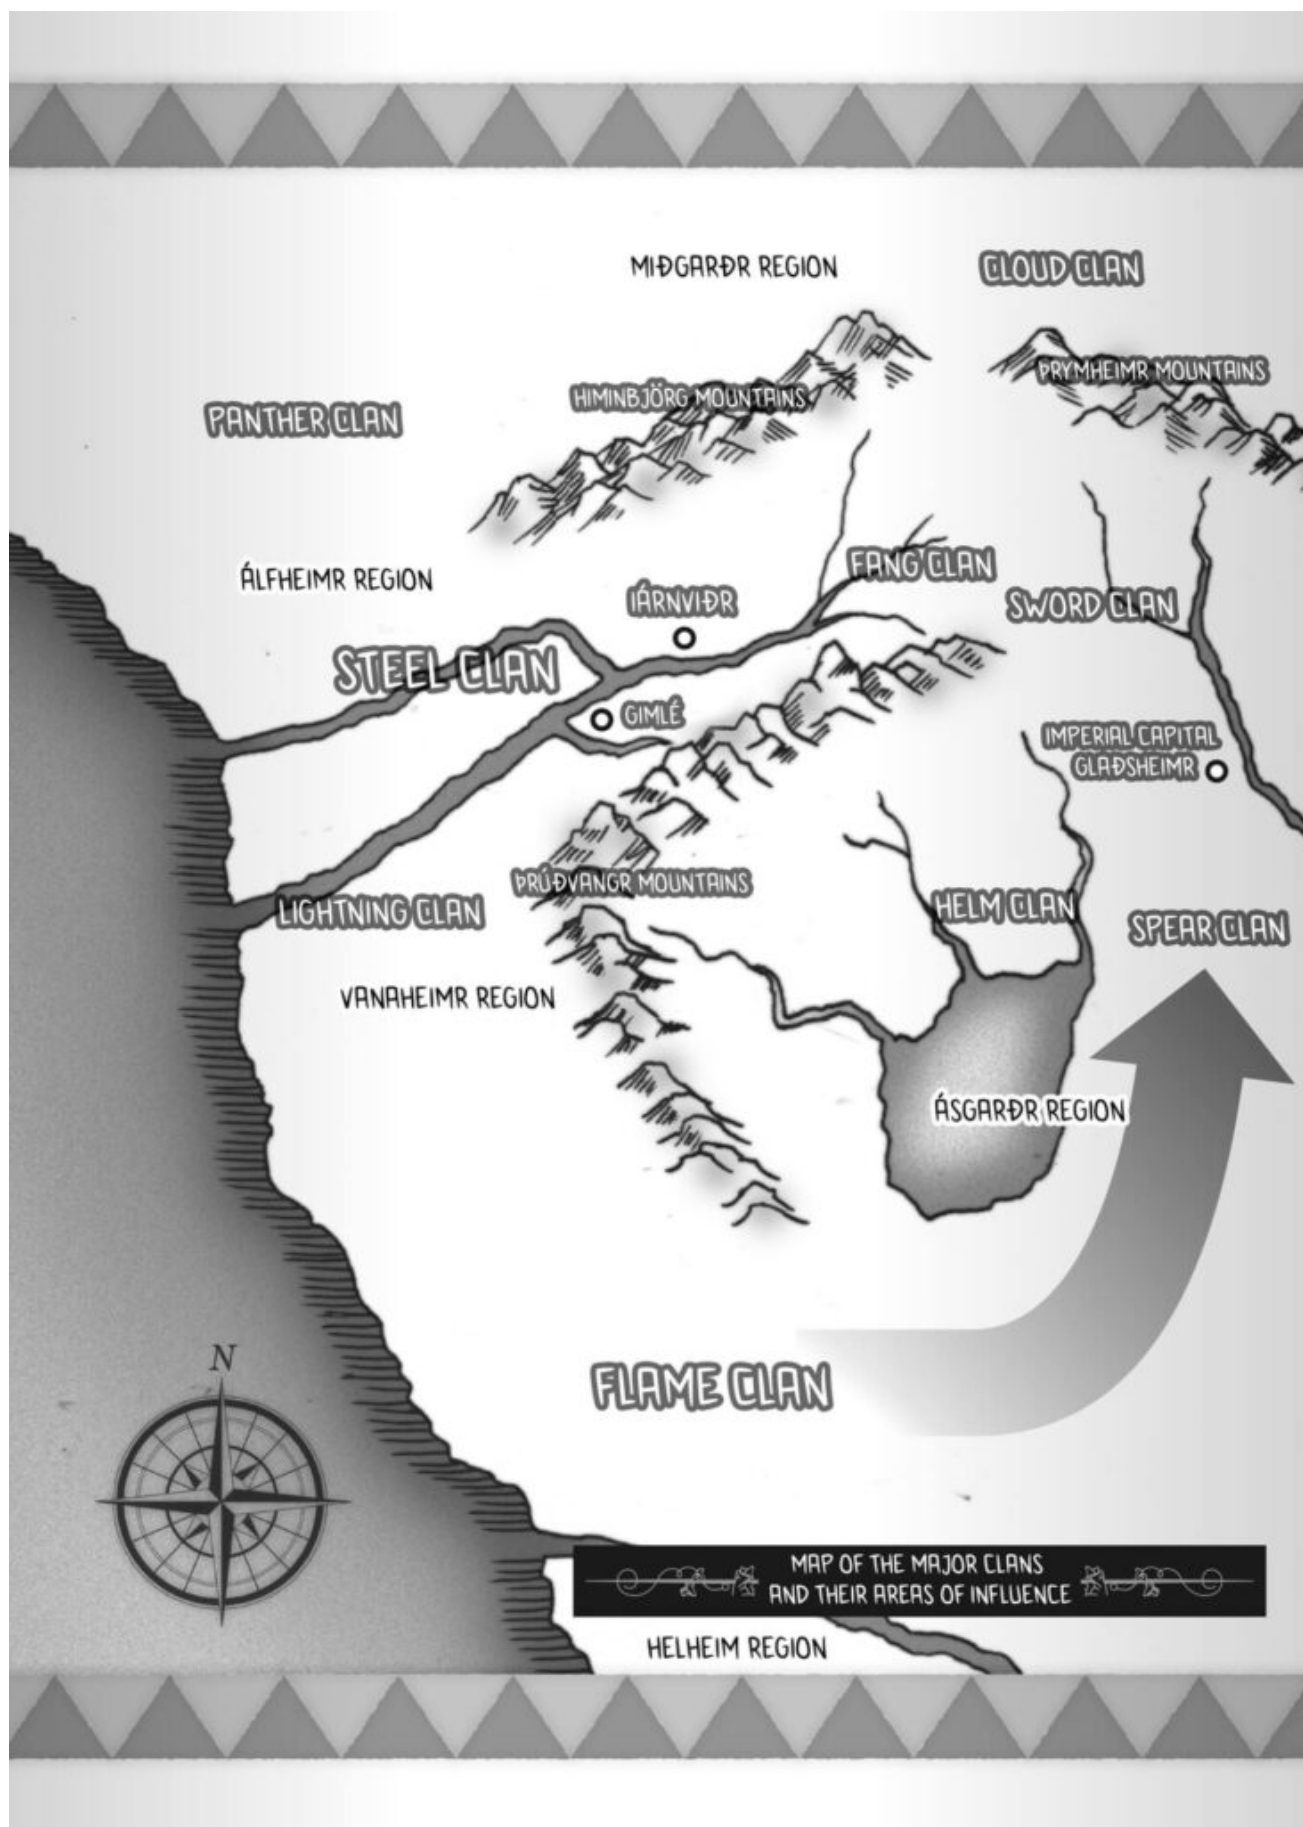 MIÐGARÐR REGION
CLOUD CLAN
ÞRYMHEIMR MOUNTAINS
HIMINBJÖRG MOUNTAINS
PANTHER CLAN
ÁLFHEIMR REGION
FANG CLAN
IÁRNVIÐR
SWORD CLAN
STEEL CLAN
GIMLÉ
IMPERIAL CAPITAL
GLAÐSHEIMR
ÞRÚÐVANGR MOUNTAINS
LIGHTNING CLAN
HELM CLAN
SPEAR CLAN
VANAHEIMR REGION
ÁSGARÐR REGION
N
FLAME CLAN
MAP OF THE MAJOR CLANS
AND THEIR AREAS OF INFLUENCE
HELHEIM REGION